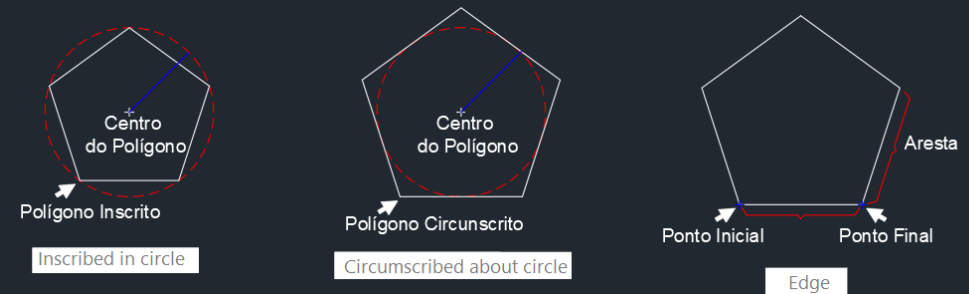 Centro
do Polígono
Polígono Inscrito
Inscribed in circle
Centro
do Polígono
Polígono Circunscrito
Circumscribed about circle
Aresta
Ponto Inicial
Ponto Final
Edge